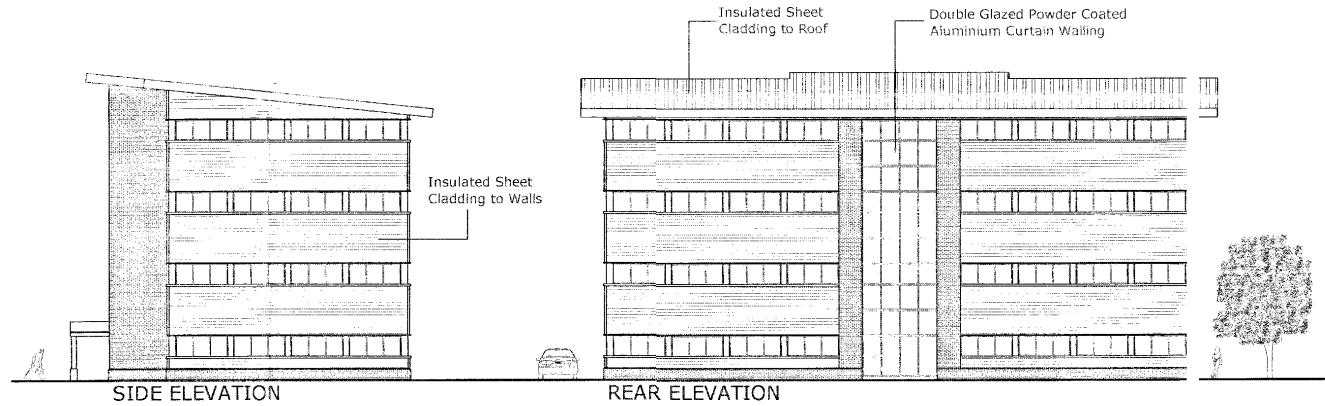 Insulated Sheet
Cladding to Roof
Double Glazed Powder Coated
Aluminium Curtain Walling
Insulated Sheet
Cladding to Walls
SIDE ELEVATION
REAR ELEVATION